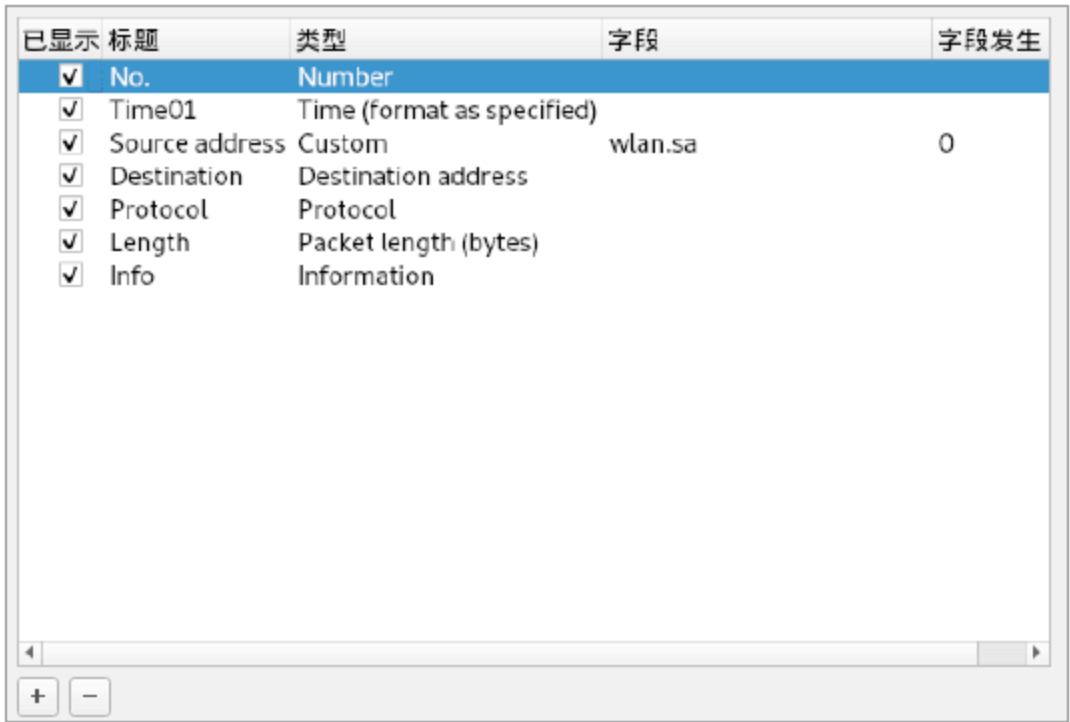 已显示 标题 类型 字段 字段发生
No. Number
Time01 Time (format as specified)
Source address Custom wlan.sa 0
Destination Destination address
Protocol Protocol
Length Packet length (bytes)
Info Information
+ −